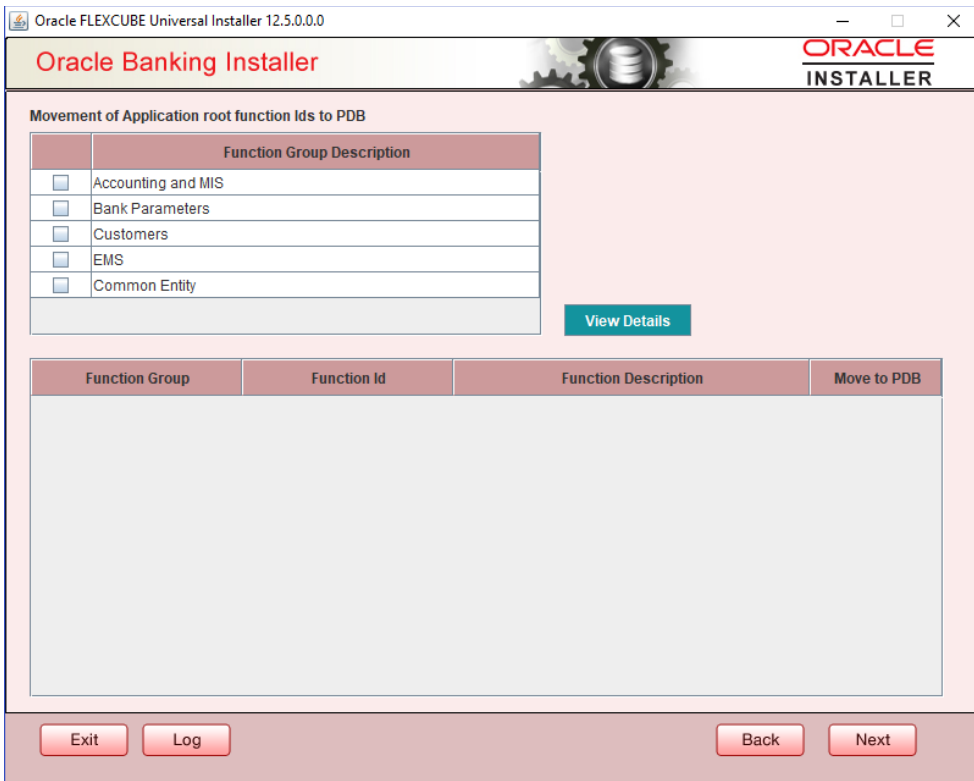 Oracle FLEXCUBE Universal Installer 12.5.0.0.0
Oracle Banking Installer
ORACLE
INSTALLER
Movement of Application root function Ids to PDB
Function Group Description
Accounting and MIS
Bank Parameters
Customers
EMS
Common Entity
View Details
Function Group Function Id Function Description Move to PDB
Exit Log Back Next